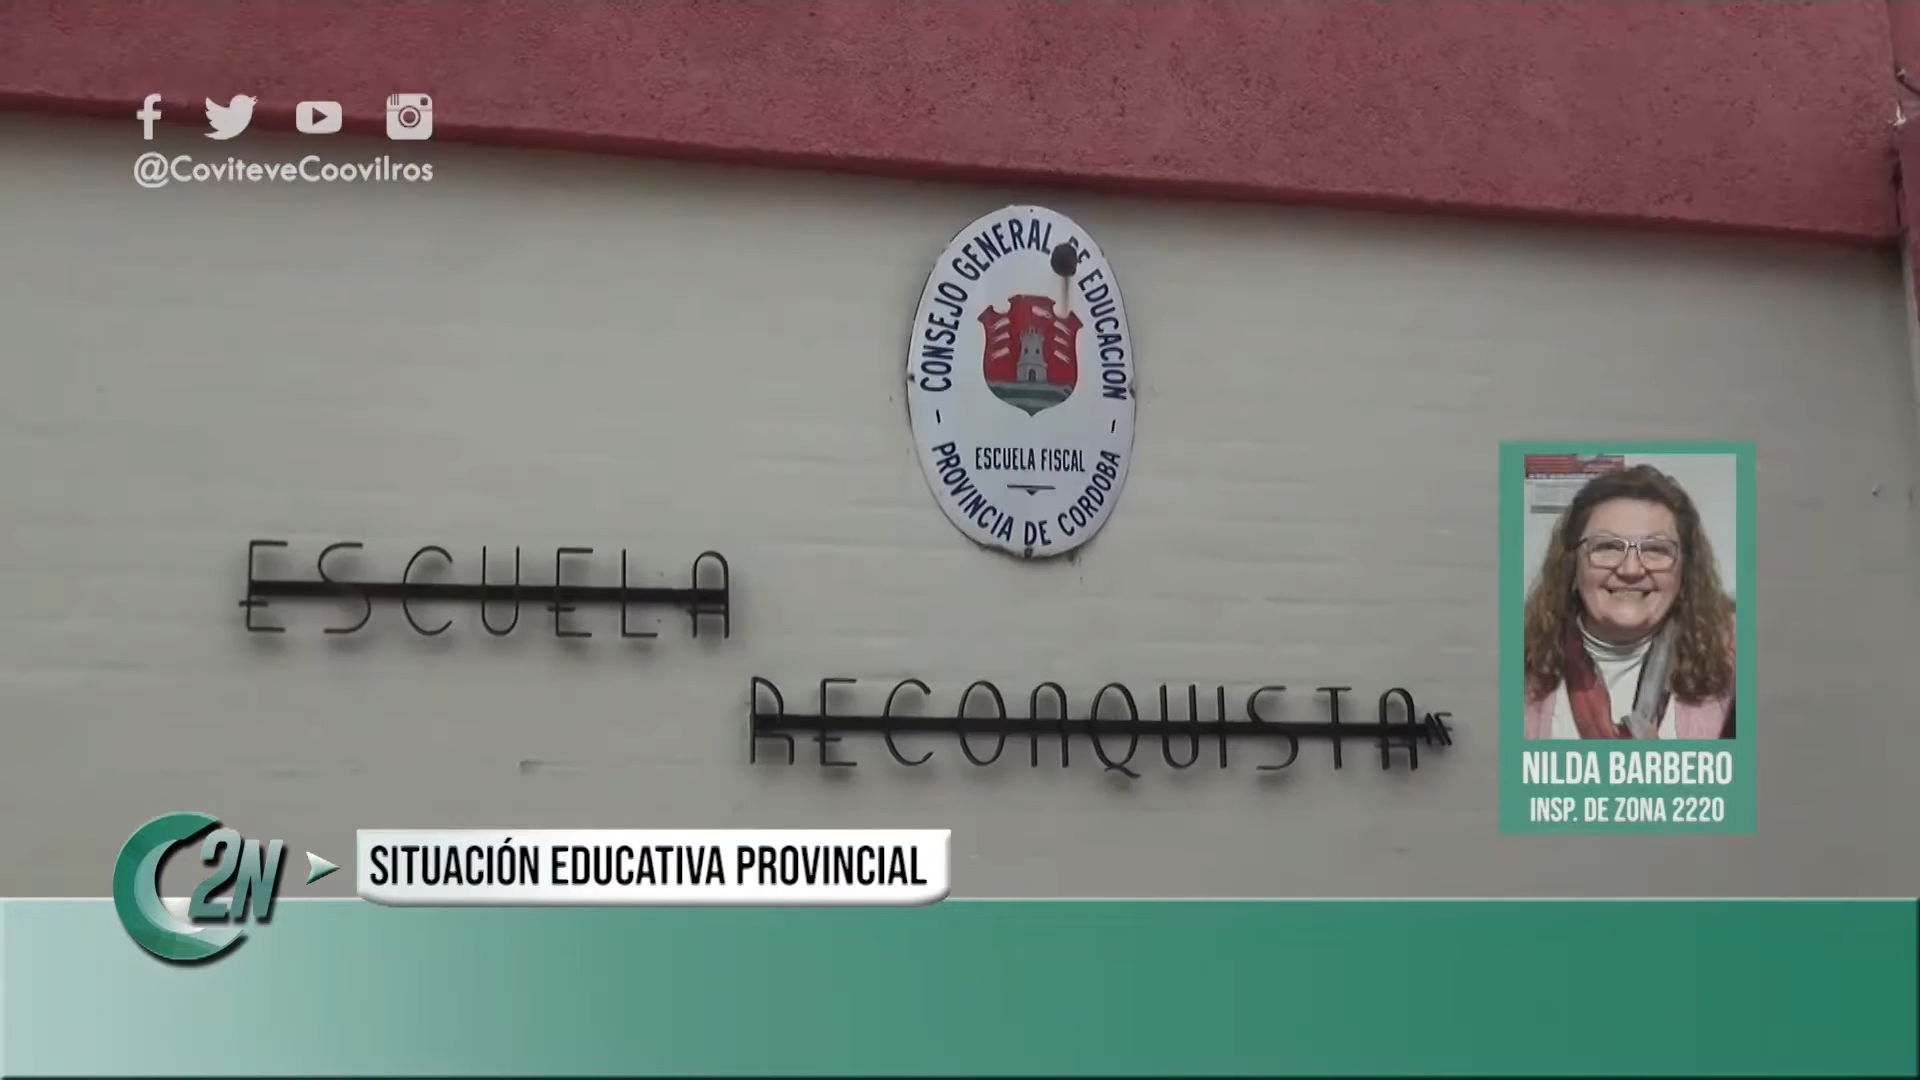 @CoviteveCoovilros
CONSEJO GENERAL DE EDUCACION
ESCUELA FISCAL
- PROVINCIA DE CORDOBA -
ESCUELA
RECONQUISTA
NILDA BARBERO
INSP. DE ZONA 2220
C2N
SITUACIÓN EDUCATIVA PROVINCIAL